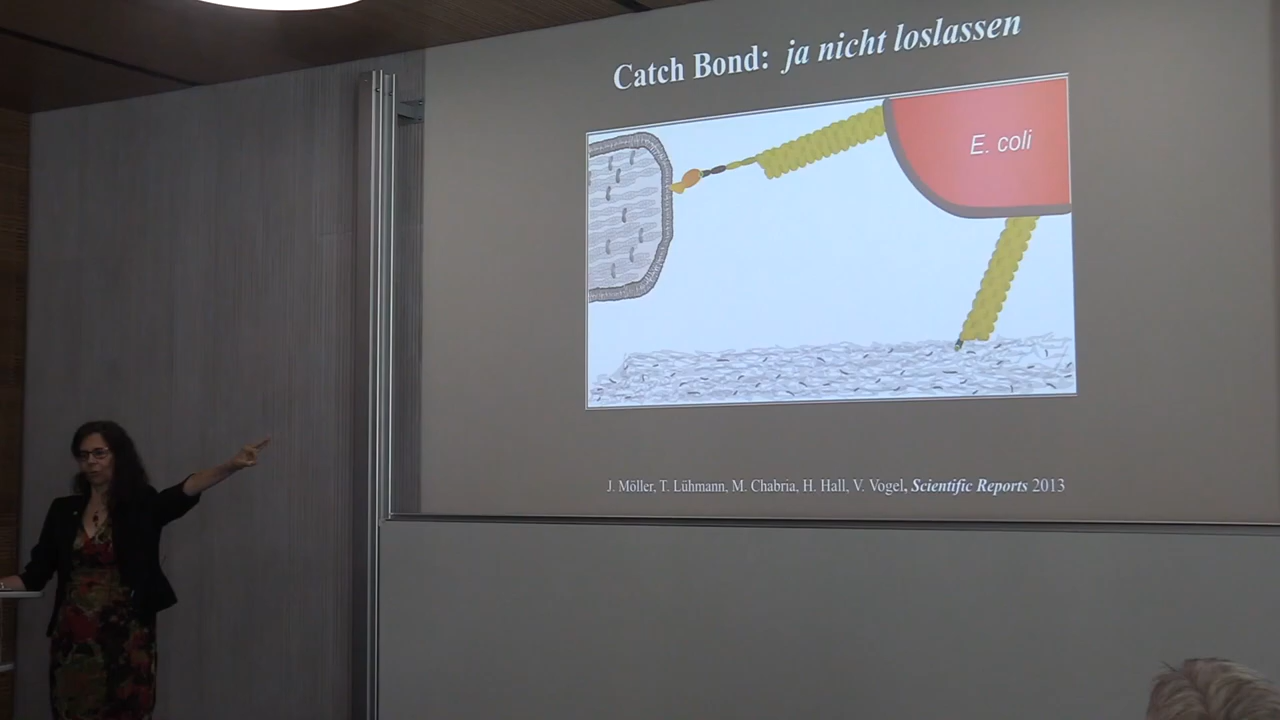 Catch Bond: ja nicht loslassen
E. coli
J. Möller, T. Lühmann, M. Chabria, H. Hall, V. Vogel, Scientific Reports 2013